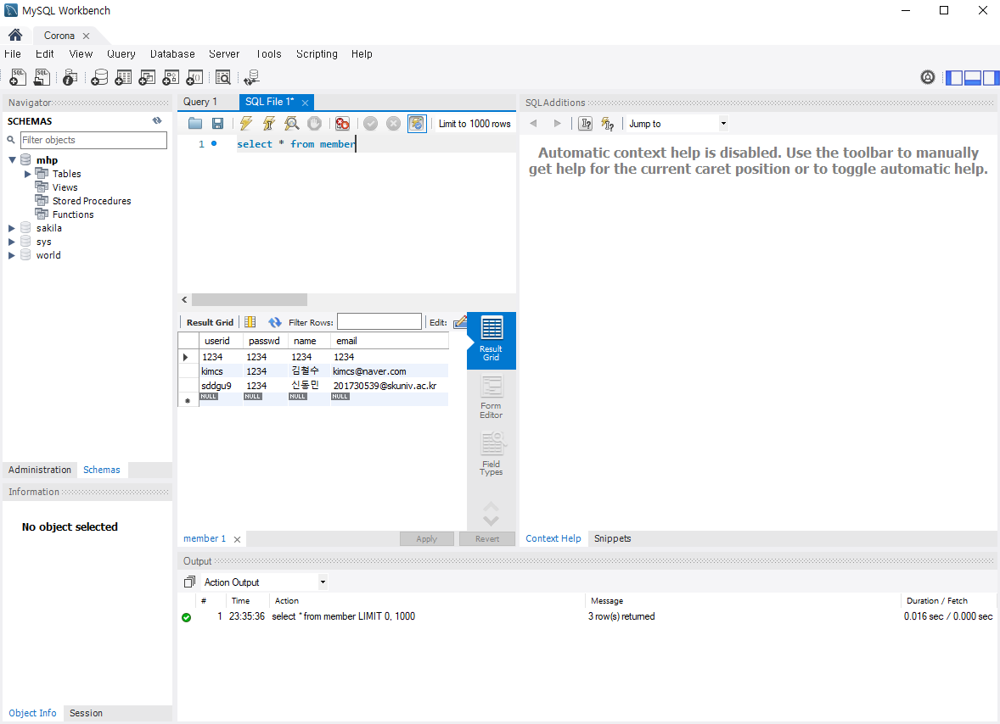 MySQL Workbench
Corona
File Edit View Query Database Server Tools Scripting Help
Navigator
SCHEMAS
Filter objects
mhp
Tables
Views
Stored Procedures
Functions
sakila
sys
world
Administration Schemas
Information
No object selected
Object Info Session
Query 1 SQL File 1*
Limit to 1000 rows
1 select * from member
Result Grid Filter Rows: Edit:
userid passwd name email
1234 1234 1234 1234
kimcs 1234 김철수 kimcs@naver.com
sddgu9 1234 신동민 201730539@skuniv.ac.kr
NULL NULL NULL NULL
Result
Grid
Form
Editor
Field
Types
member 1 Apply Revert
SQLAdditions
Jump to
Automatic context help is disabled. Use the toolbar to manually
get help for the current caret position or to toggle automatic help.
Context Help Snippets
Output
Action Output
# Time Action Message Duration / Fetch
1 23:35:36 select * from member LIMIT 0, 1000 3 row(s) returned 0.016 sec / 0.000 sec